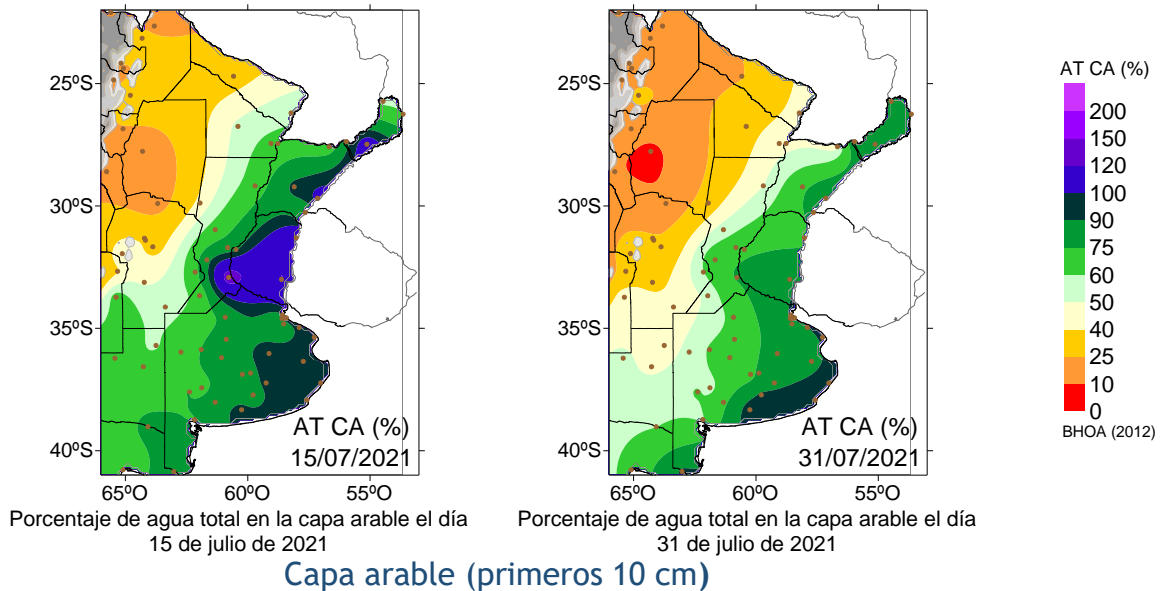 25ºS
30ºS
35ºS
40ºS
65ºO
60ºO
55ºO
AT CA (%)
15/07/2021
Porcentaje de agua total en la capa arable el día
15 de julio de 2021
25ºS
30ºS
35ºS
40ºS
65ºO
60ºO
55ºO
AT CA (%)
31/07/2021
Porcentaje de agua total en la capa arable el día
31 de julio de 2021
AT CA (%)
200
150
120
100
90
75
60
50
40
25
10
0
BHOA (2012)
Capa arable (primeros 10 cm)